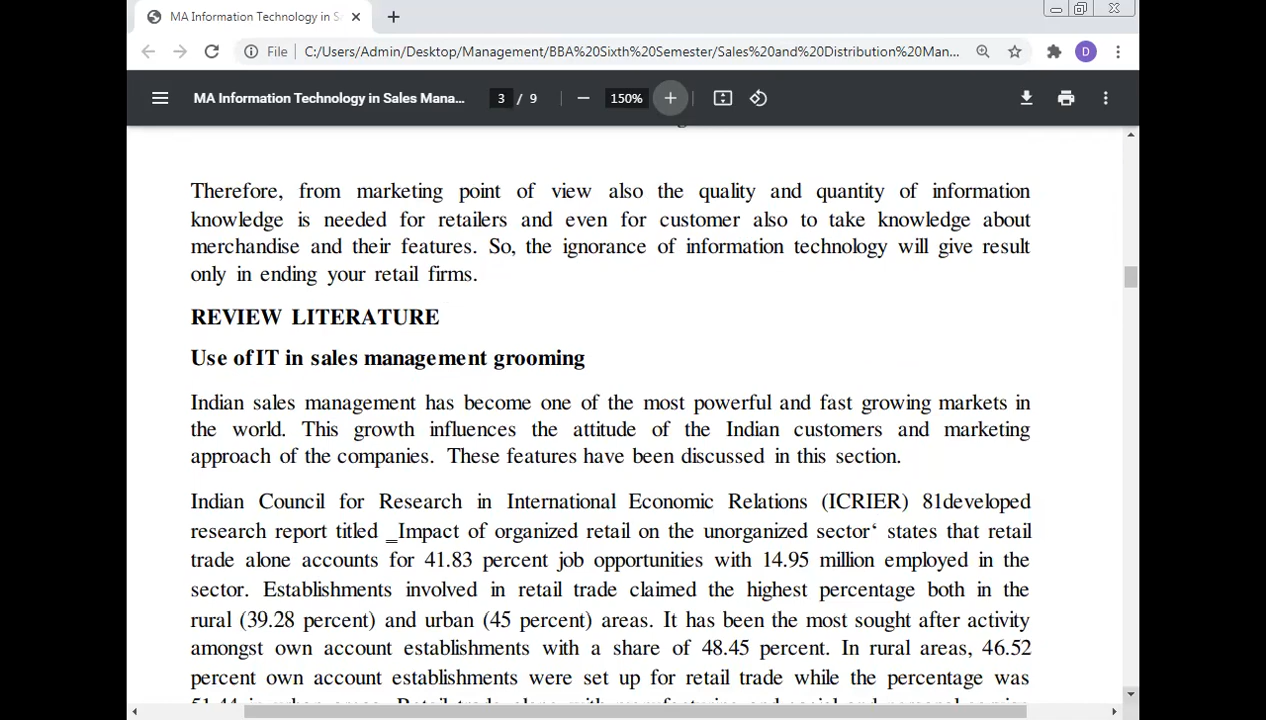 MA Information Technology in S
File C:/Users/Admin/Desktop/Management/BBA%20Sixth%20Semester/Sales%20and%20Distribution%20Man... D
MA Information Technology in Sales Mana... 3 / 9 150%
Therefore, from marketing point of view also the quality and quantity of information
knowledge is needed for retailers and even for customer also to take knowledge about
merchandise and their features. So, the ignorance of information technology will give result
only in ending your retail firms.
REVIEW LITERATURE
Use of IT in sales management grooming
Indian sales management has become one of the most powerful and fast growing markets in
the world. This growth influences the attitude of the Indian customers and marketing
approach of the companies. These features have been discussed in this section.
Indian Council for Research in International Economic Relations (ICRIER) 81developed
research report titled _Impact of organized retail on the unorganized sector‘ states that retail
trade alone accounts for 41.83 percent job opportunities with 14.95 million employed in the
sector. Establishments involved in retail trade claimed the highest percentage both in the
rural (39.28 percent) and urban (45 percent) areas. It has been the most sought after activity
amongst own account establishments with a share of 48.45 percent. In rural areas, 46.52
percent own account establishments were set up for retail trade while the percentage was